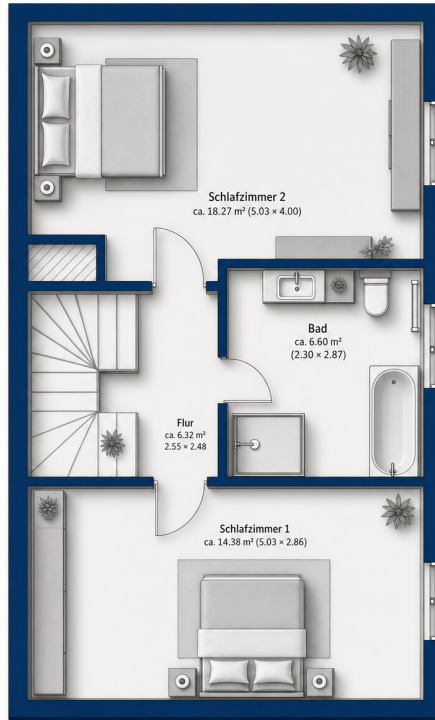 Schlafzimmer 2
ca. 18.27 m² (5.03 × 4.00)
Bad
ca. 6.60 m²
(2.30 × 2.87)
Flur
ca. 6.32 m²
2.55 × 2.48
Schlafzimmer 1
ca. 14.38 m² (5.03 × 2.86)